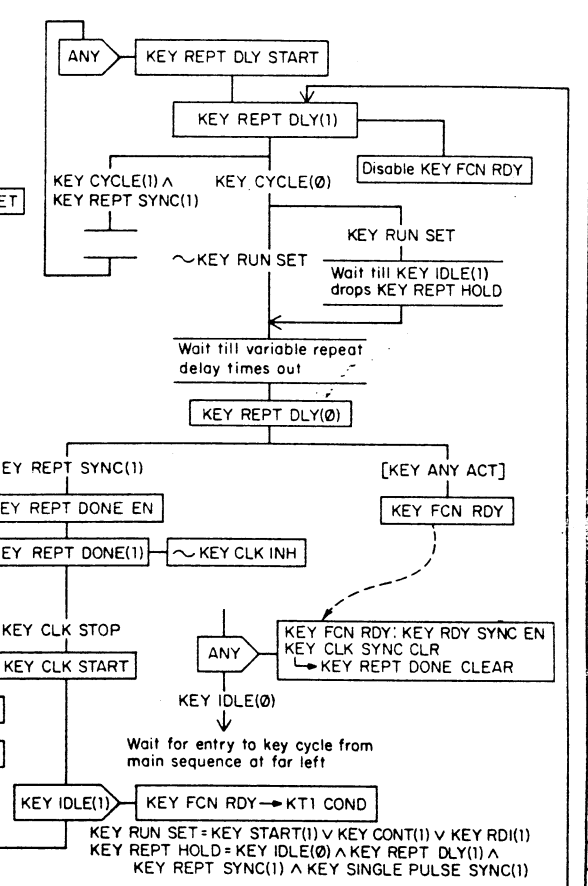 ANY
KEY REPT DLY START
KEY REPT DLY(1)
Disable KEY FCN RDY
KEY CYCLE(1) ∧
KEY REPT SYNC(1)
KEY CYCLE(Ø)
ET
KEY RUN SET
~KEY RUN SET
Wait till KEY IDLE(1)
drops KEY REPT HOLD
Wait till variable repeat
delay times out
KEY REPT DLY(Ø)
EY REPT SYNC(1)
[KEY ANY ACT]
EY REPT DONE EN
KEY FCN RDY
EY REPT DONE(1)
~KEY CLK INH
KEY CLK STOP
KEY CLK START
ANY
KEY FCN RDY: KEY RDY SYNC EN
KEY CLK SYNC CLR
↳ KEY REPT DONE CLEAR
KEY IDLE(Ø)
Wait for entry to key cycle from
main sequence at far left
KEY IDLE(1)
KEY FCN RDY → KT1 COND
KEY RUN SET = KEY START(1) ∨ KEY CONT(1) ∨ KEY RDI(1)
KEY REPT HOLD = KEY IDLE(Ø) ∧ KEY REPT DLY(1) ∧
KEY REPT SYNC(1) ∧ KEY SINGLE PULSE SYNC(1)